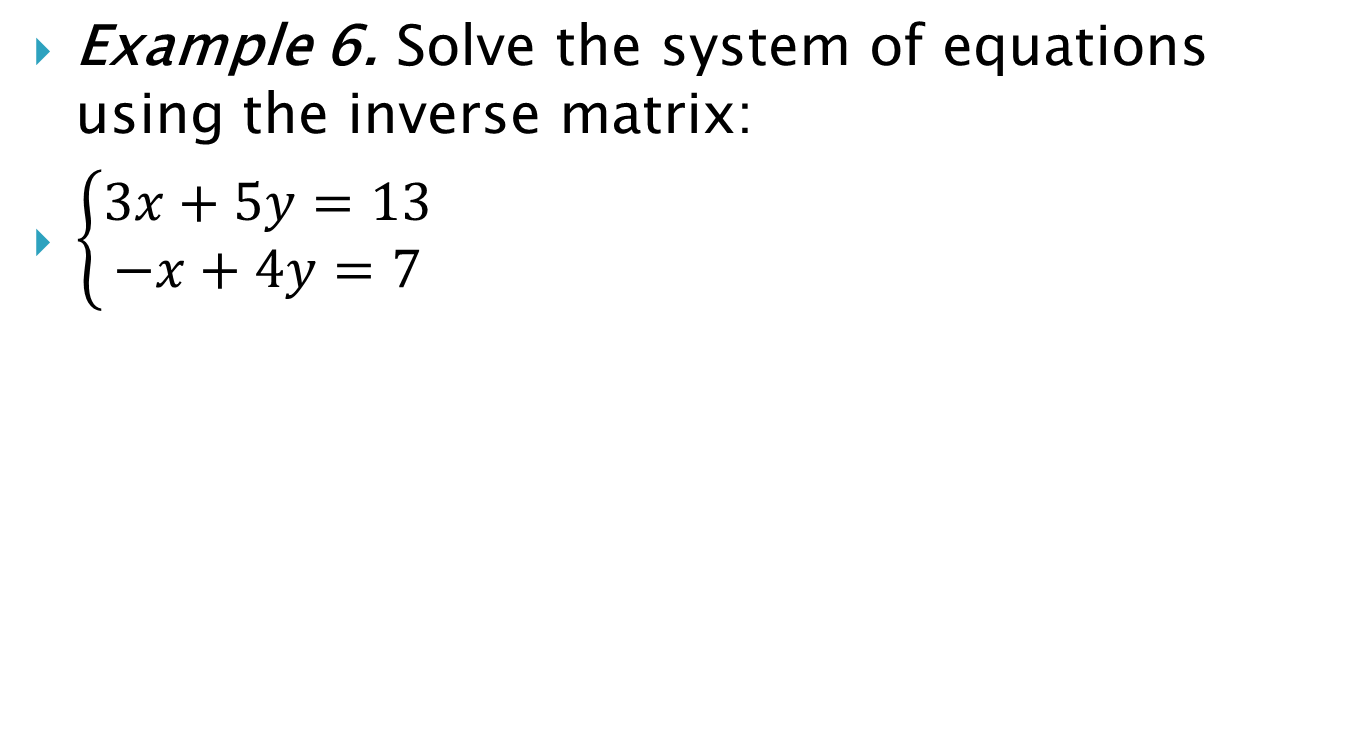 Example 6. Solve the system of equations
using the inverse matrix:
3x + 5y = 13
−x + 4y = 7